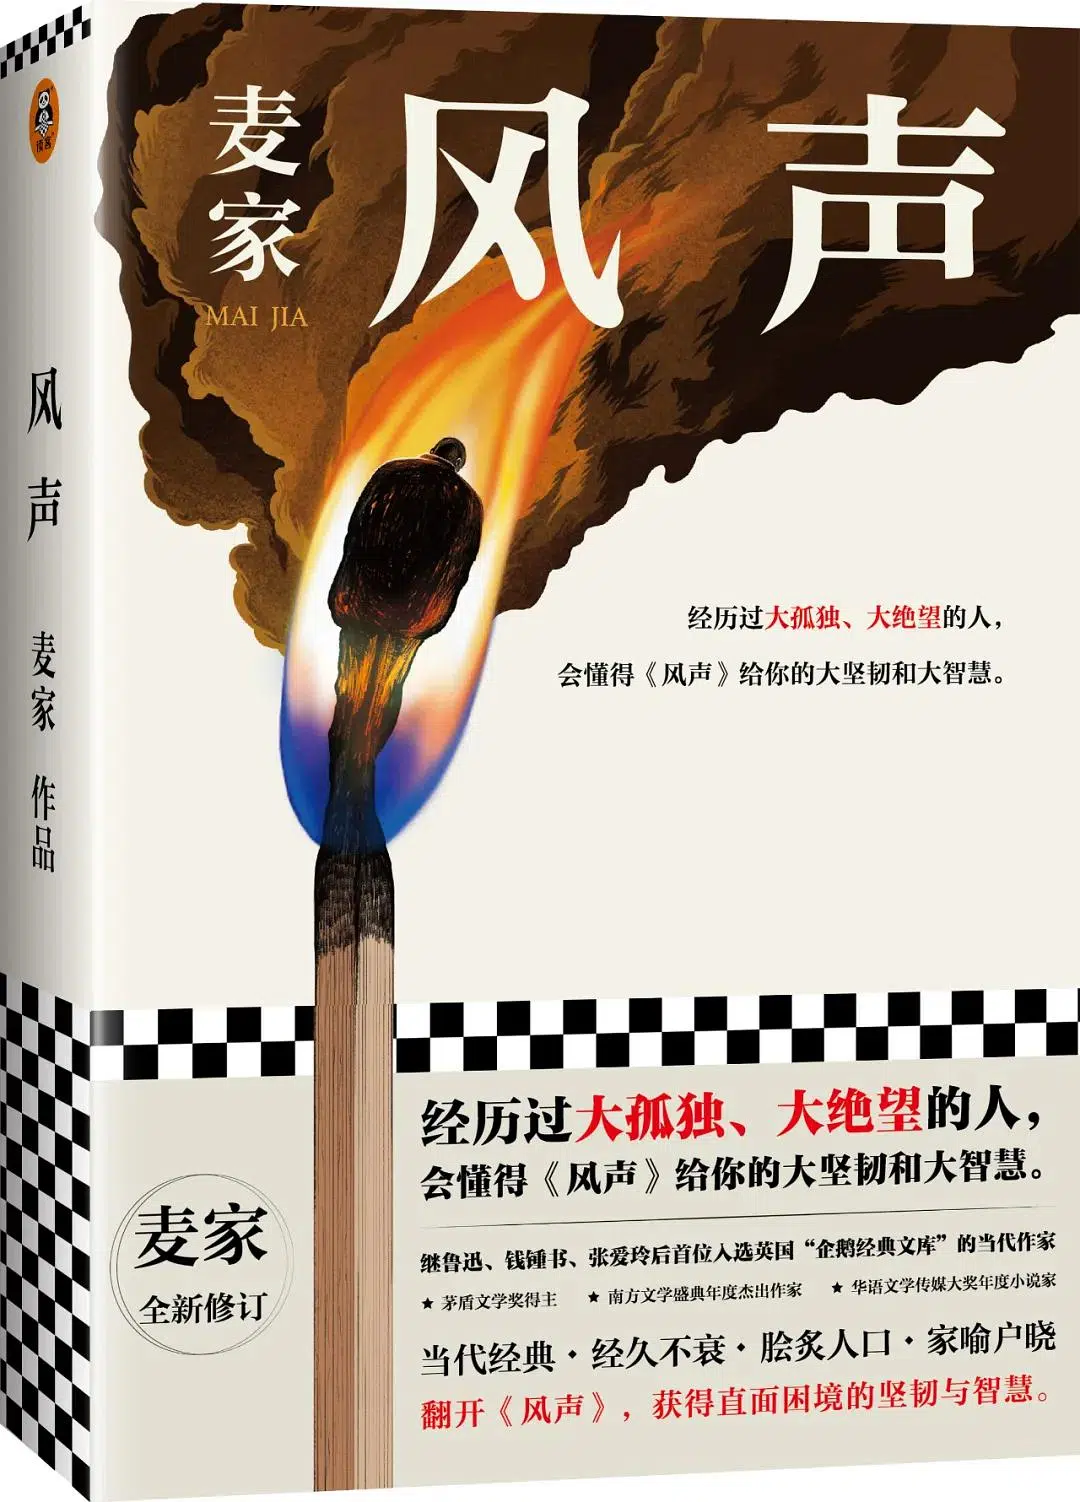 读客
风声
麦家 作品
麦家
MAI JIA
风声
经历过大孤独、大绝望的人，
会懂得《风声》给你的大坚韧和大智慧。
经历过大孤独、大绝望的人，
会懂得《风声》给你的大坚韧和大智慧。
继鲁迅、钱锺书、张爱玲后首位入选英国“企鹅经典文库”的当代作家
★ 茅盾文学奖得主 ★ 南方文学盛典年度杰出作家 ★ 华语文学传媒大奖年度小说家
当代经典·经久不衰·脍炙人口·家喻户晓
翻开《风声》，获得直面困境的坚韧与智慧。
麦家
全新修订